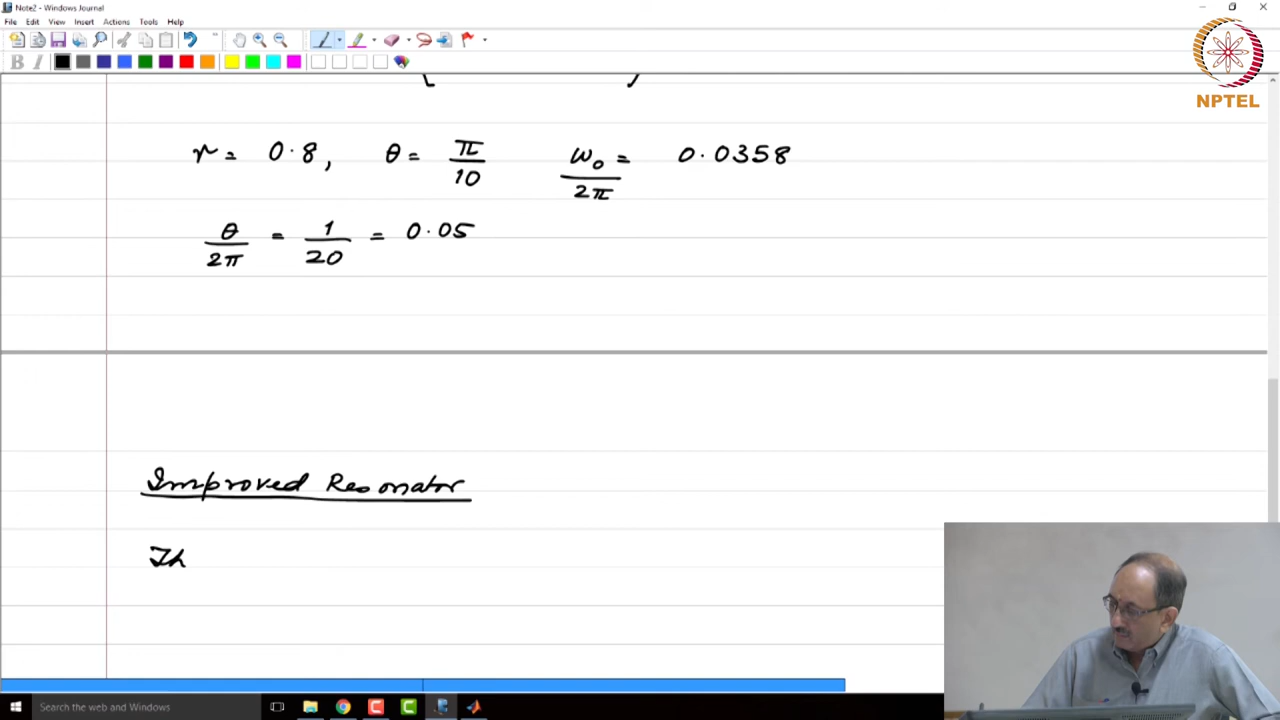 Note2 - Windows Journal
File Edit View Insert Actions Tools Help
B I
NPTEL
r = 0.8, θ = π/10 ω₀/2π = 0.0358
θ/2π = 1/20 = 0.05
Improved Resonator
Th
Search the web and Windows